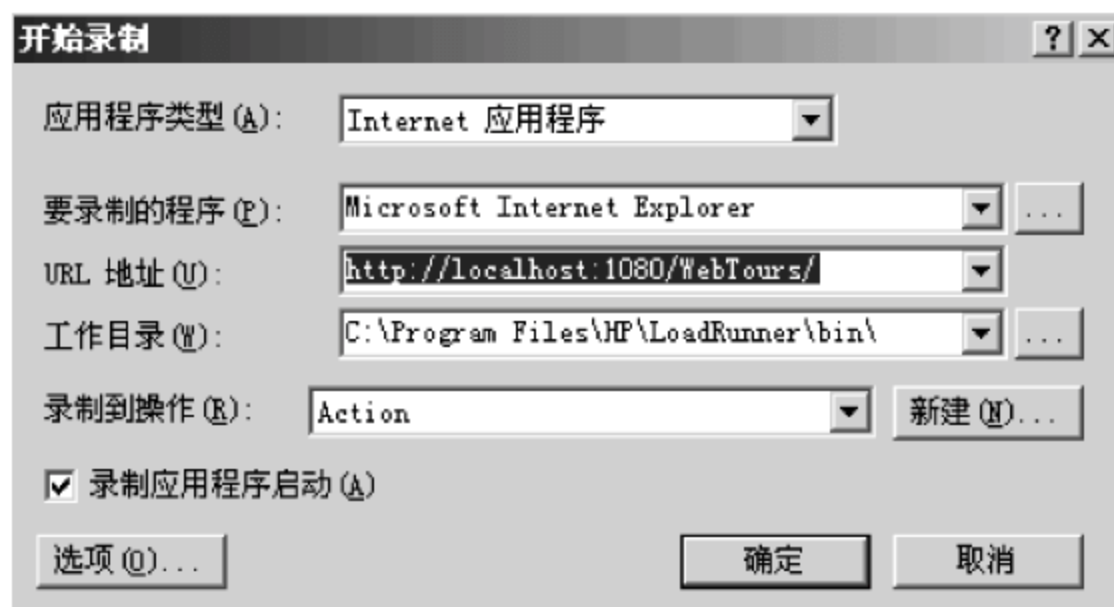 开始录制
应用程序类型(A): Internet 应用程序
要录制的程序(P): Microsoft Internet Explorer ...
URL 地址(U): http://localhost:1080/WebTours/
工作目录(W): C:\Program Files\HP\LoadRunner\bin\ ...
录制到操作(R): Action 新建(N)...
录制应用程序启动(A)
选项(O)... 确定 取消